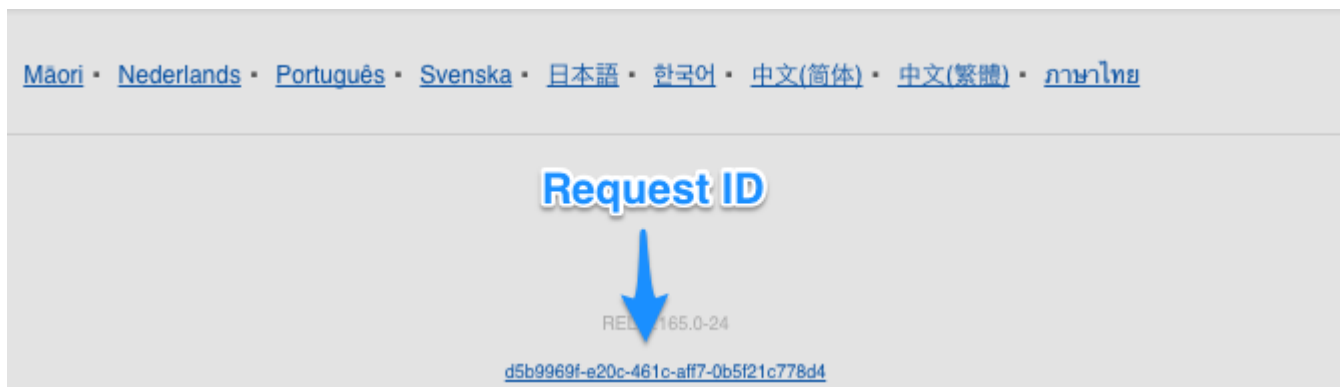 Māori ▪ Nederlands ▪ Português ▪ Svenska ▪ 日本語 ▪ 한국어 ▪ 中文(简体) ▪ 中文(繁體) ▪ ภาษาไทย
Request ID
165.0-24
d5b9969f-e20c-461c-aff7-0b5f21c778d4